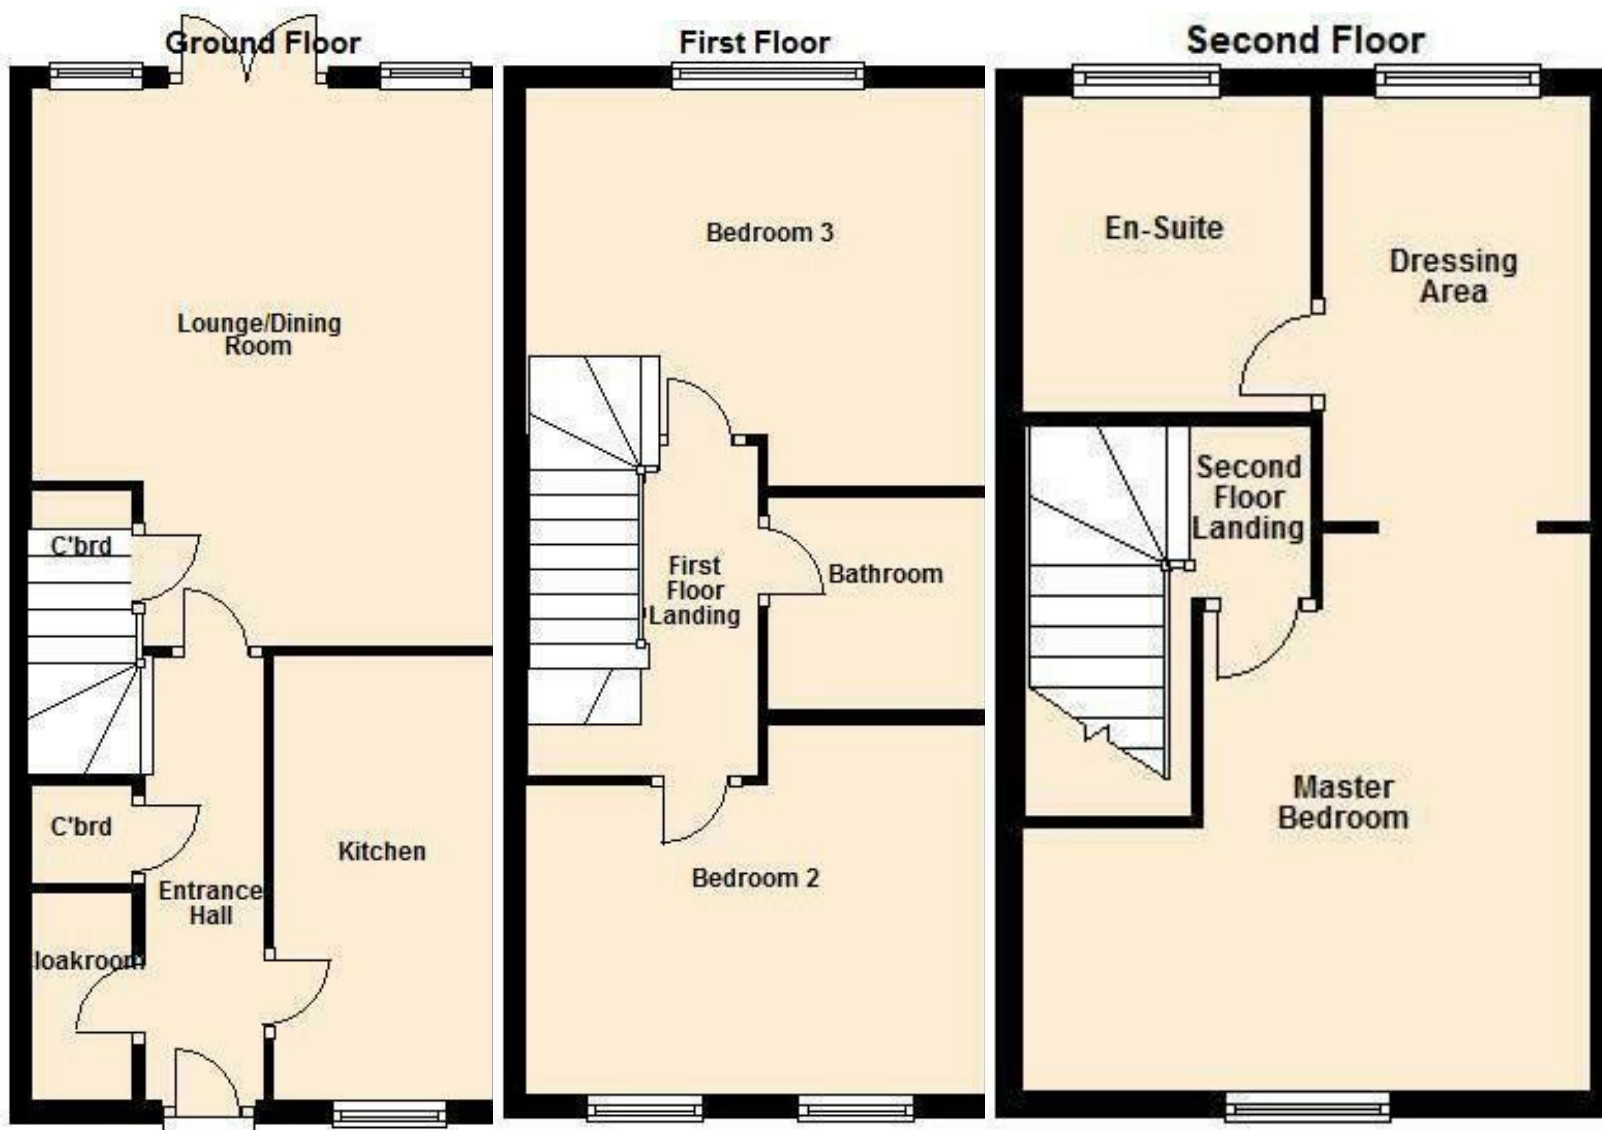 Ground Floor
Lounge/Dining
Room
C'brd
C'brd
Kitchen
Entrance
Hall
loakroom
First Floor
Bedroom 3
First
Floor
Landing
Bathroom
Bedroom 2
Second Floor
En-Suite
Dressing
Area
Second
Floor
Landing
Master
Bedroom